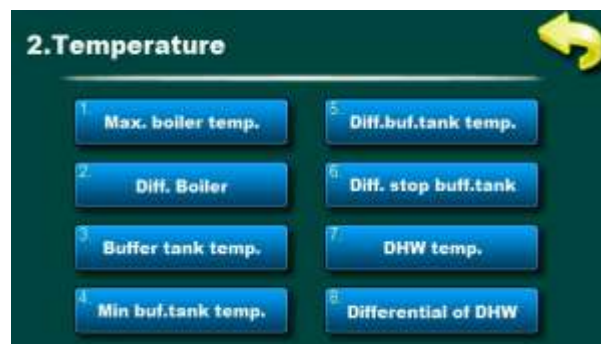 2.Temperature
1. Max. boiler temp.
2. Diff. Boiler
3. Buffer tank temp.
4. Min buf.tank temp.
5. Diff.buf.tank temp.
6. Diff. stop buff.tank
7. DHW temp.
8. Differential of DHW